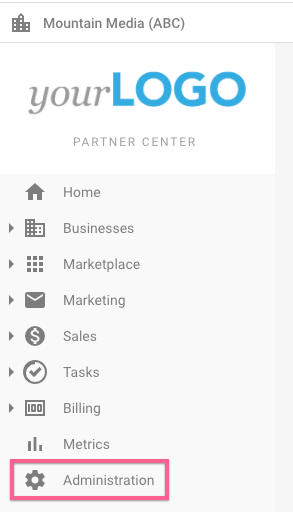 Mountain Media (ABC)
yourLOGO
PARTNER CENTER
Home
Businesses
Marketplace
Marketing
Sales
Tasks
Billing
Metrics
Administration